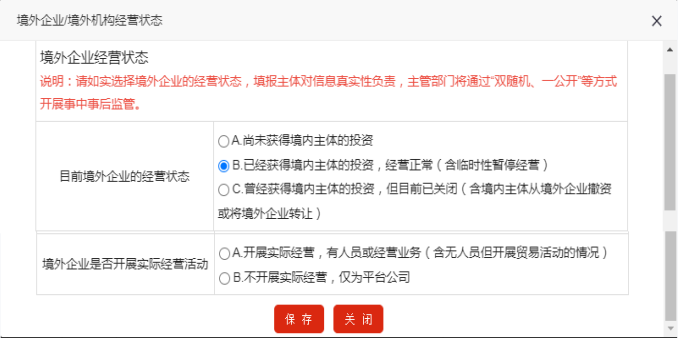 境外企业/境外机构经营状态
境外企业经营状态
说明：请如实选择境外企业的经营状态，填报主体对信息真实性负责，主管部门将通过“双随机、一公开”等方式
开展事中事后监管。
目前境外企业的经营状态
A.尚未获得境内主体的投资
B.已经获得境内主体的投资，经营正常（含临时性暂停经营）
C.曾经获得境内主体的投资，但目前已关闭（含境内主体从境外企业撤资
或将境外企业转让）
境外企业是否开展实际经营活动
A.开展实际经营，有人员或经营业务（含无人员但开展贸易活动的情况）
B.不开展实际经营，仅为平台公司
保 存
关 闭